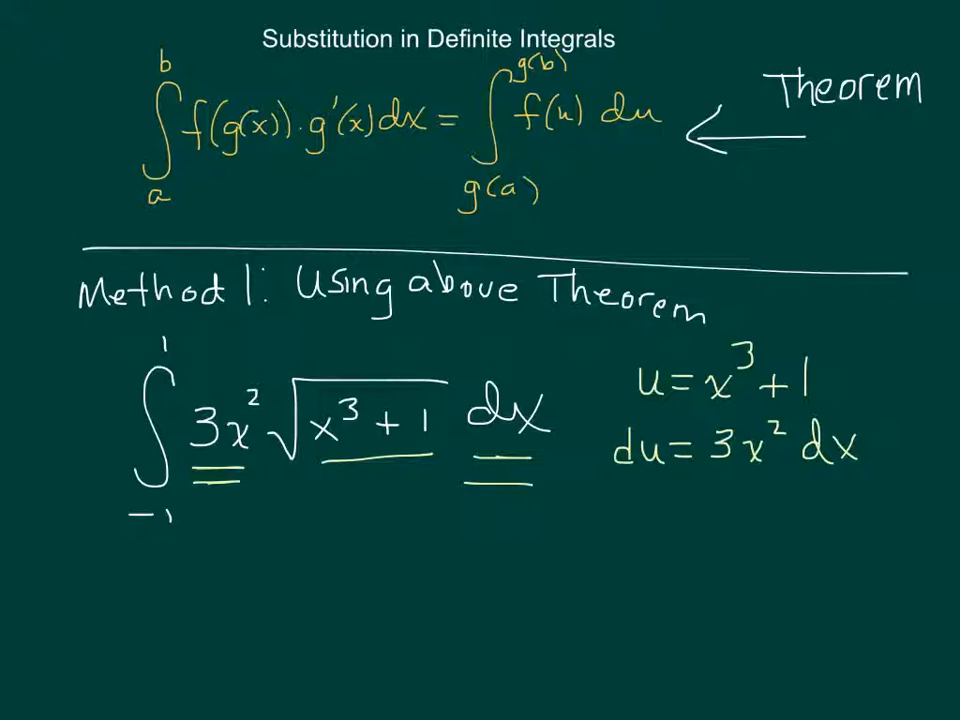 Substitution in Definite Integrals
∫_a^b f(g(x))·g'(x)dx = ∫_{g(a)}^{g(b)} f(u) du
Theorem
Method 1: Using above Theorem
∫_{-1}^{1} 3x² √(x³ + 1) dx
u = x³ + 1
du = 3x² dx